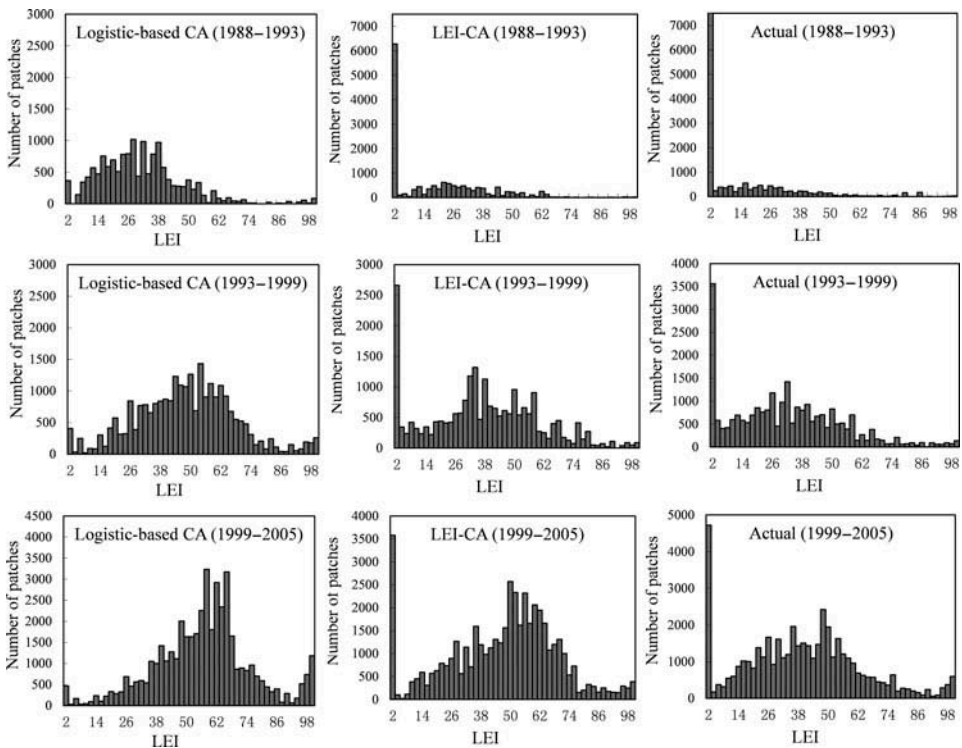 Logistic-based CA (1988−1993)
Number of patches
3000
2500
2000
1500
1000
500
0
2 14 26 38 50 62 74 86 98
LEI
LEI-CA (1988−1993)
Number of patches
7000
6000
5000
4000
3000
2000
1000
0
2 14 26 38 50 62 74 86 98
LEI
Actual (1988−1993)
Number of patches
7000
6000
5000
4000
3000
2000
1000
0
2 14 26 38 50 62 74 86 98
LEI
Logistic-based CA (1993−1999)
Number of patches
3000
2500
2000
1500
1000
500
0
2 14 26 38 50 62 74 86 98
LEI
LEI-CA (1993−1999)
Number of patches
3000
2500
2000
1500
1000
500
0
2 14 26 38 50 62 74 86 98
LEI
Actual (1993−1999)
Number of patches
4000
3500
3000
2500
2000
1500
1000
500
0
2 14 26 38 50 62 74 86 98
LEI
Logistic-based CA (1999−2005)
Number of patches
4500
4000
3500
3000
2500
2000
1500
1000
500
0
2 14 26 38 50 62 74 86 98
LEI
LEI-CA (1999−2005)
Number of patches
4000
3500
3000
2500
2000
1500
1000
500
0
2 14 26 38 50 62 74 86 98
LEI
Actual (1999−2005)
Number of patches
5000
4000
3000
2000
1000
0
2 14 26 38 50 62 74 86 98
LEI